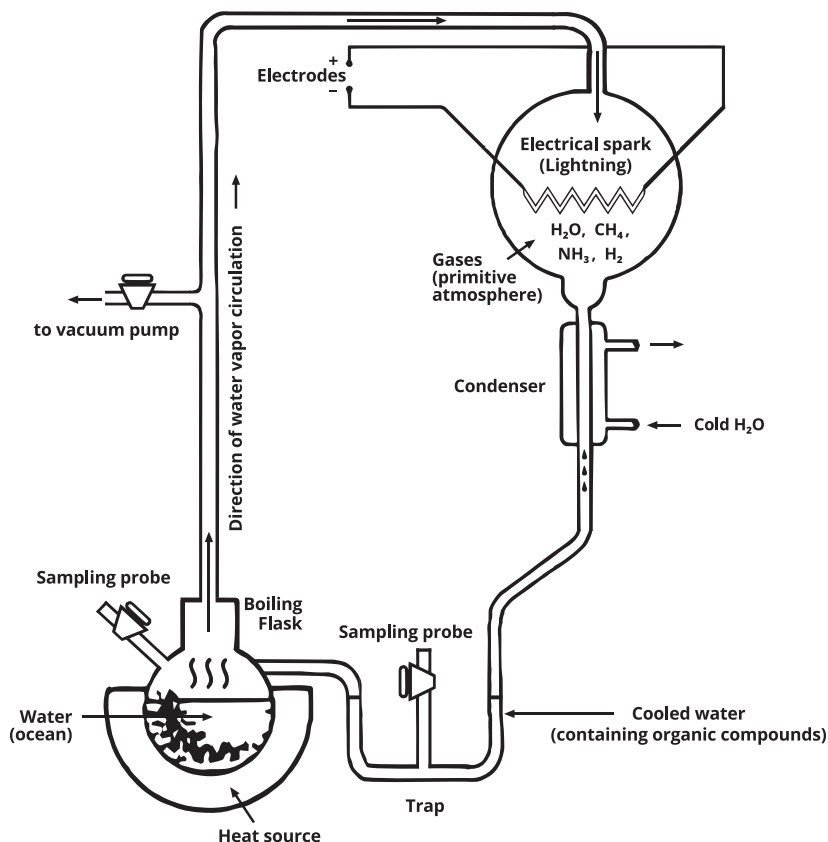 +
Electrodes
–
Electrical spark
(Lightning)
H₂O, CH₄,
NH₃, H₂
Gases
(primitive
atmosphere)
to vacuum pump
Direction of water vapor circulation
Condenser
Cold H₂O
Sampling probe
Boiling
Flask
Sampling probe
Water
(ocean)
Cooled water
(containing organic compounds)
Trap
Heat source